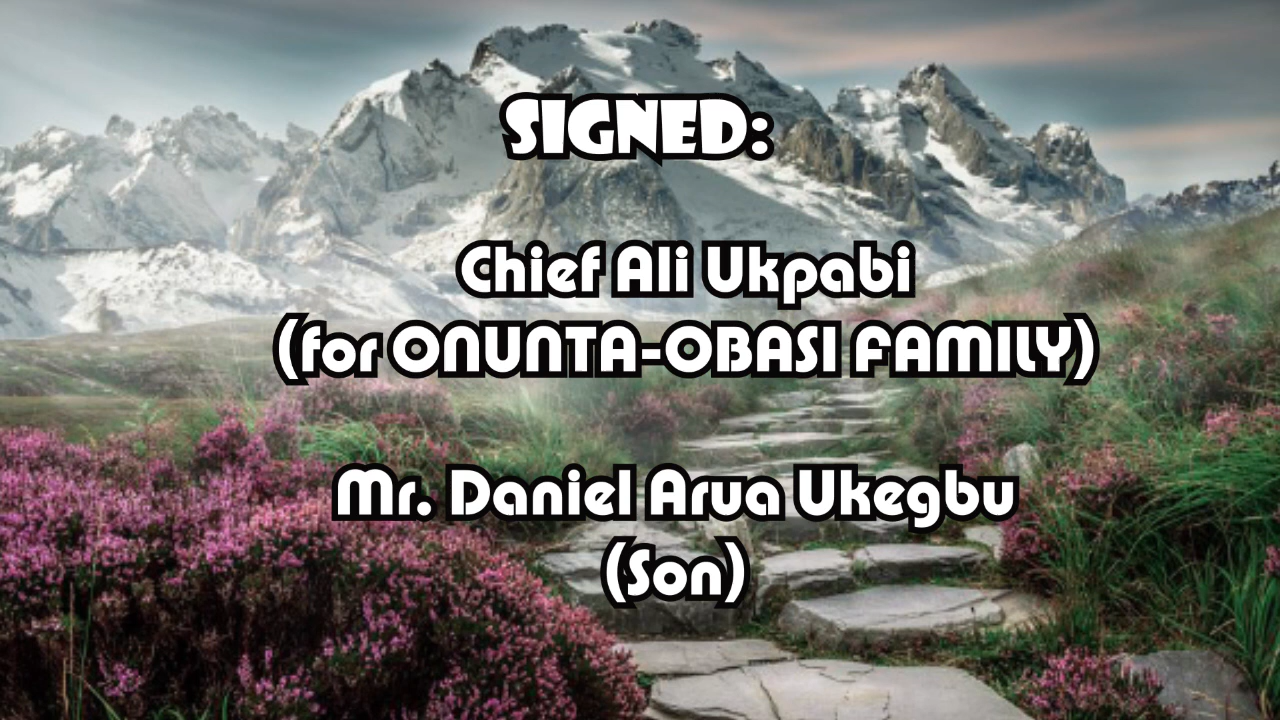 SIGNED:
Chief Ali Ukpabi
(for ONUNTA-OBASI FAMILY)
Mr. Daniel Arua Ukegbu
(Son)